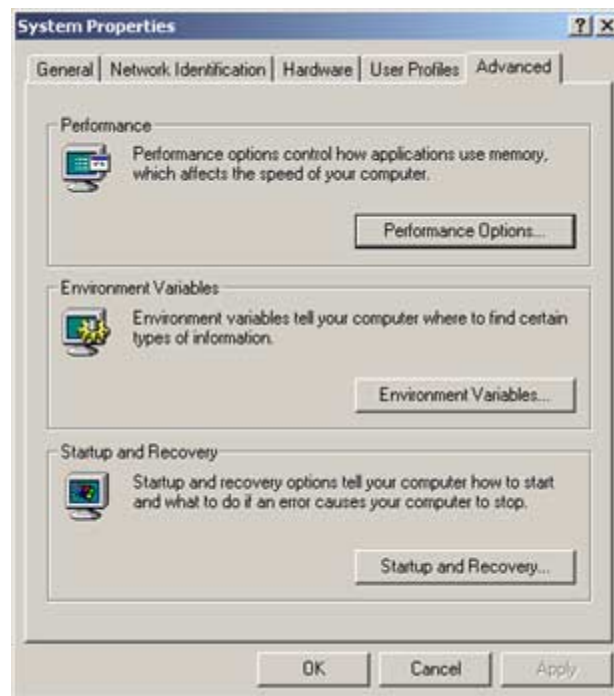 System Properties
General Network Identification Hardware User Profiles Advanced
Performance
Performance options control how applications use memory,
which affects the speed of your computer.
Performance Options...
Environment Variables
Environment variables tell your computer where to find certain
types of information.
Environment Variables...
Startup and Recovery
Startup and recovery options tell your computer how to start
and what to do if an error causes your computer to stop.
Startup and Recovery...
OK Cancel Apply